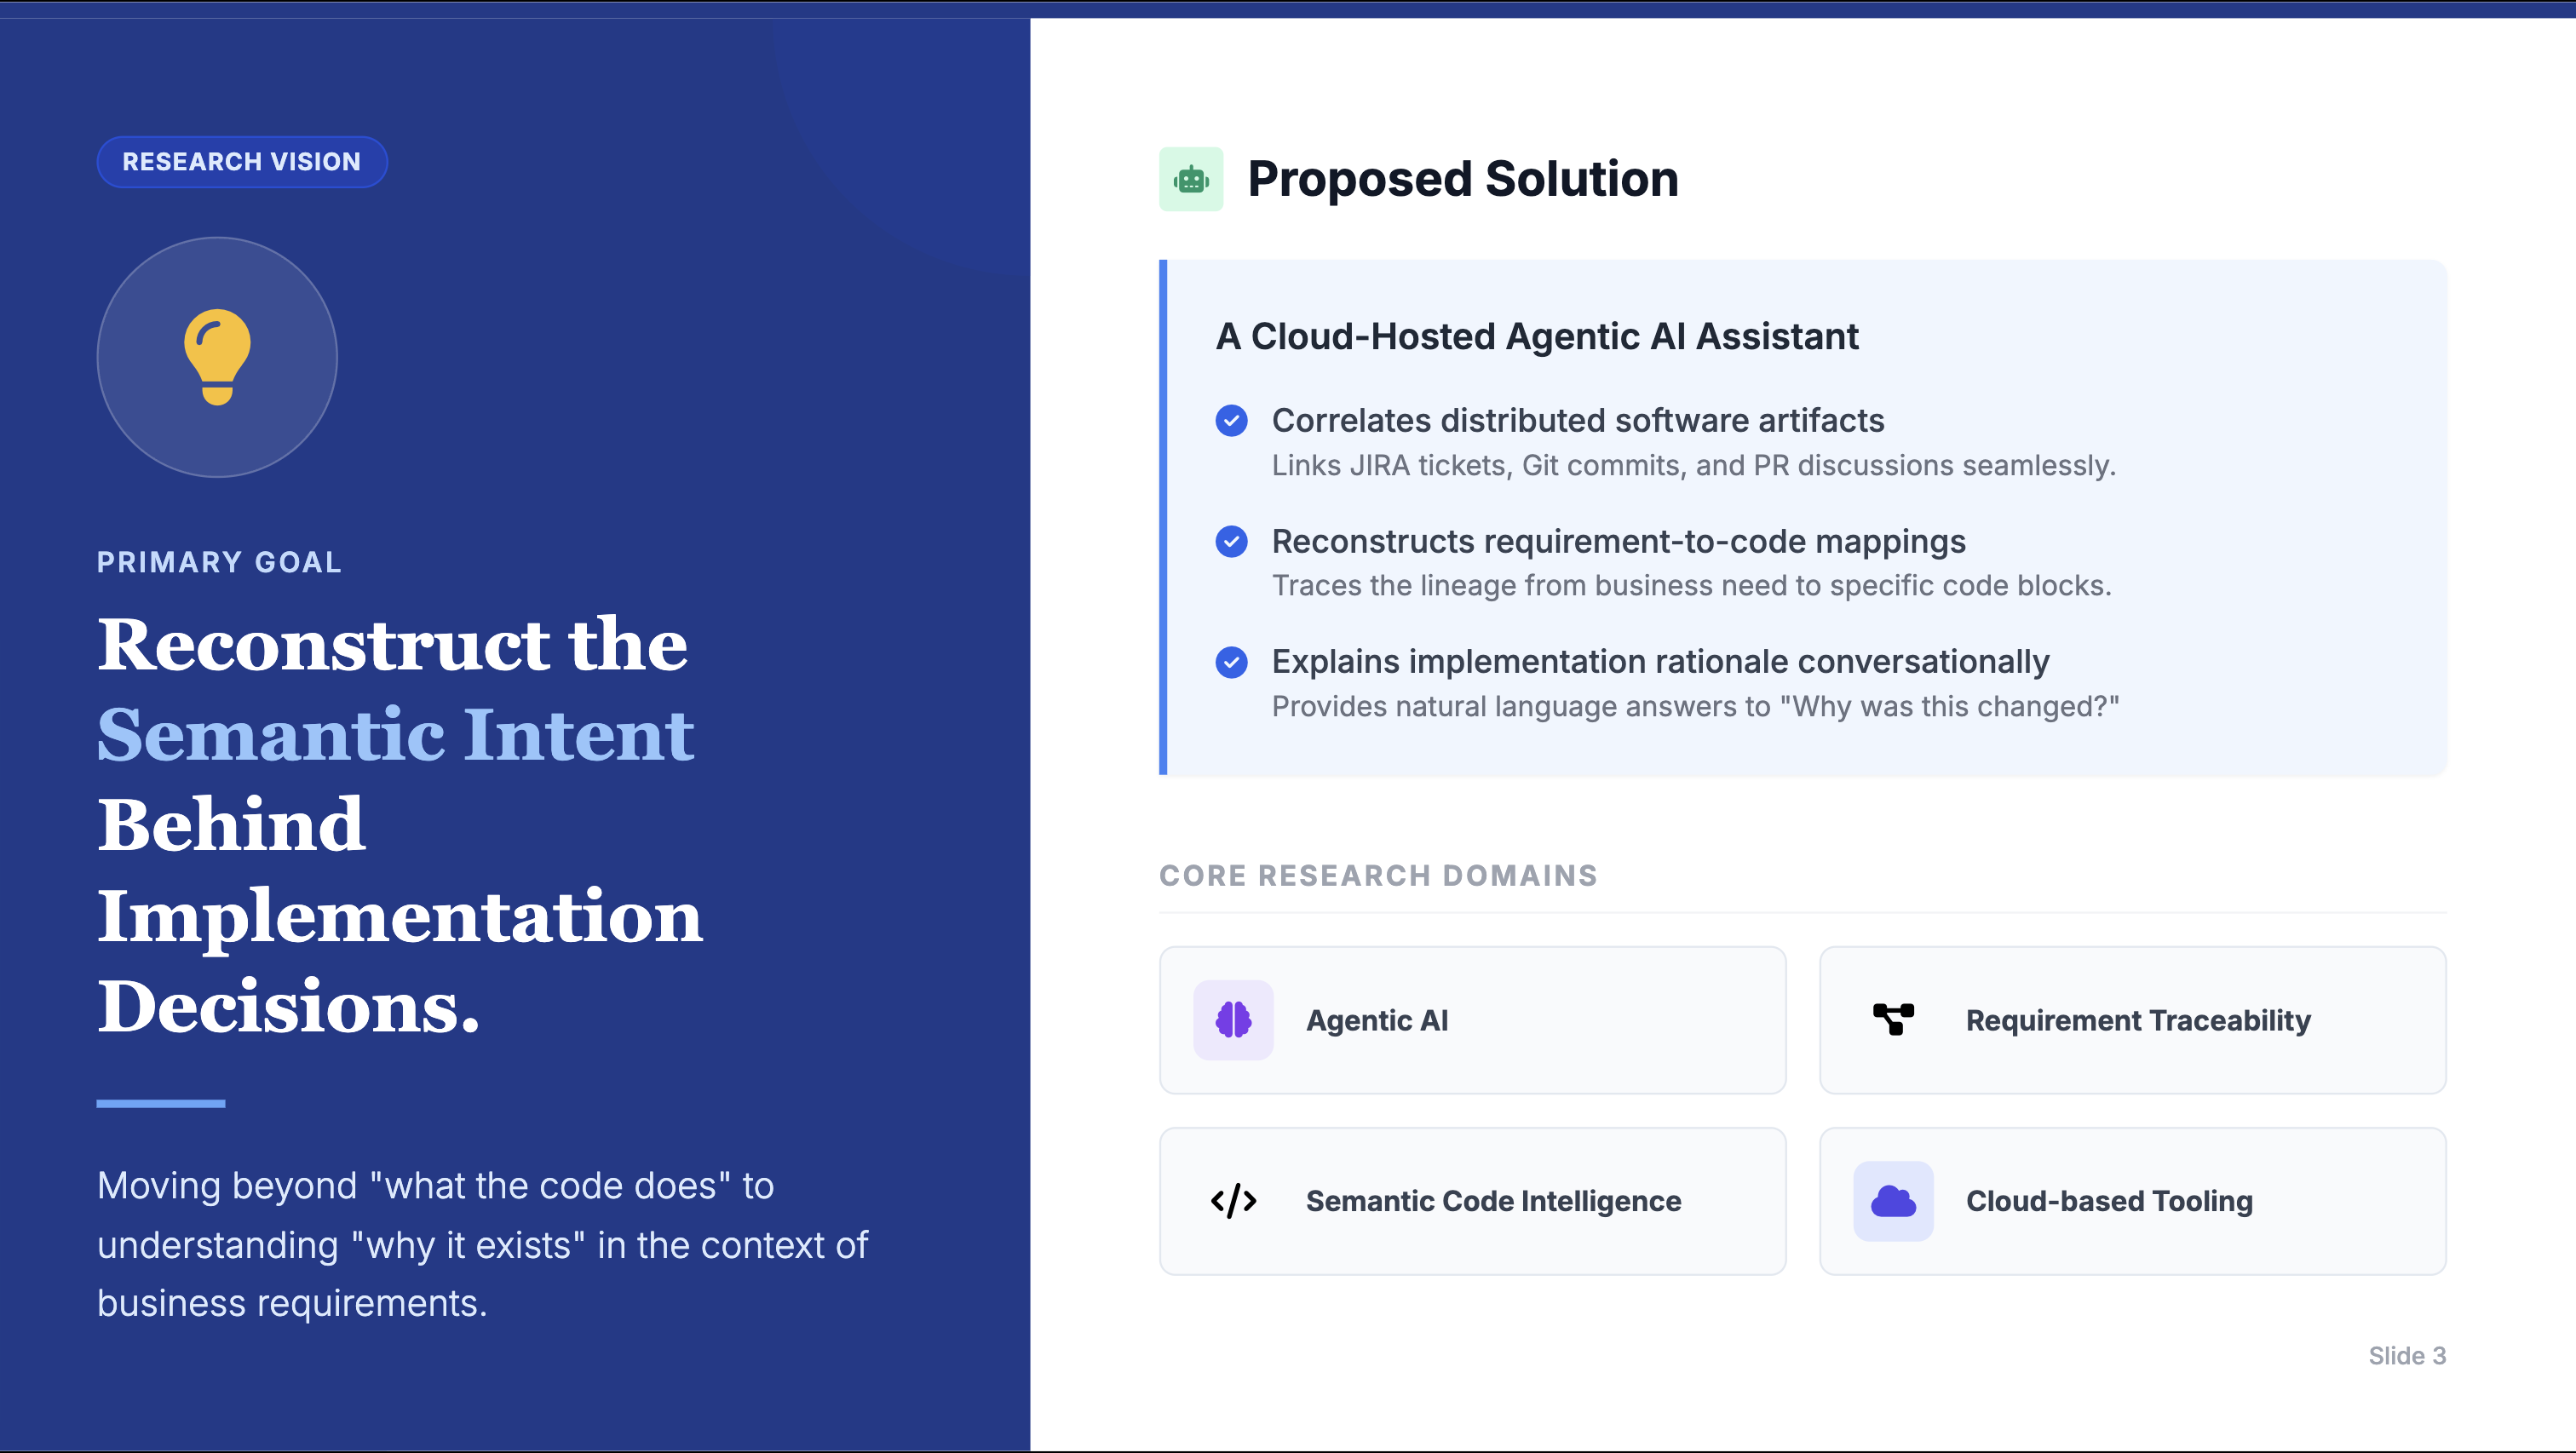 RESEARCH VISION
PRIMARY GOAL
Reconstruct the
Semantic Intent
Behind
Implementation
Decisions.
Moving beyond "what the code does" to
understanding "why it exists" in the context of
business requirements.
Proposed Solution
A Cloud-Hosted Agentic AI Assistant
Correlates distributed software artifacts
Links JIRA tickets, Git commits, and PR discussions seamlessly.
Reconstructs requirement-to-code mappings
Traces the lineage from business need to specific code blocks.
Explains implementation rationale conversationally
Provides natural language answers to "Why was this changed?"
CORE RESEARCH DOMAINS
Agentic AI
Requirement Traceability
Semantic Code Intelligence
Cloud-based Tooling
Slide 3